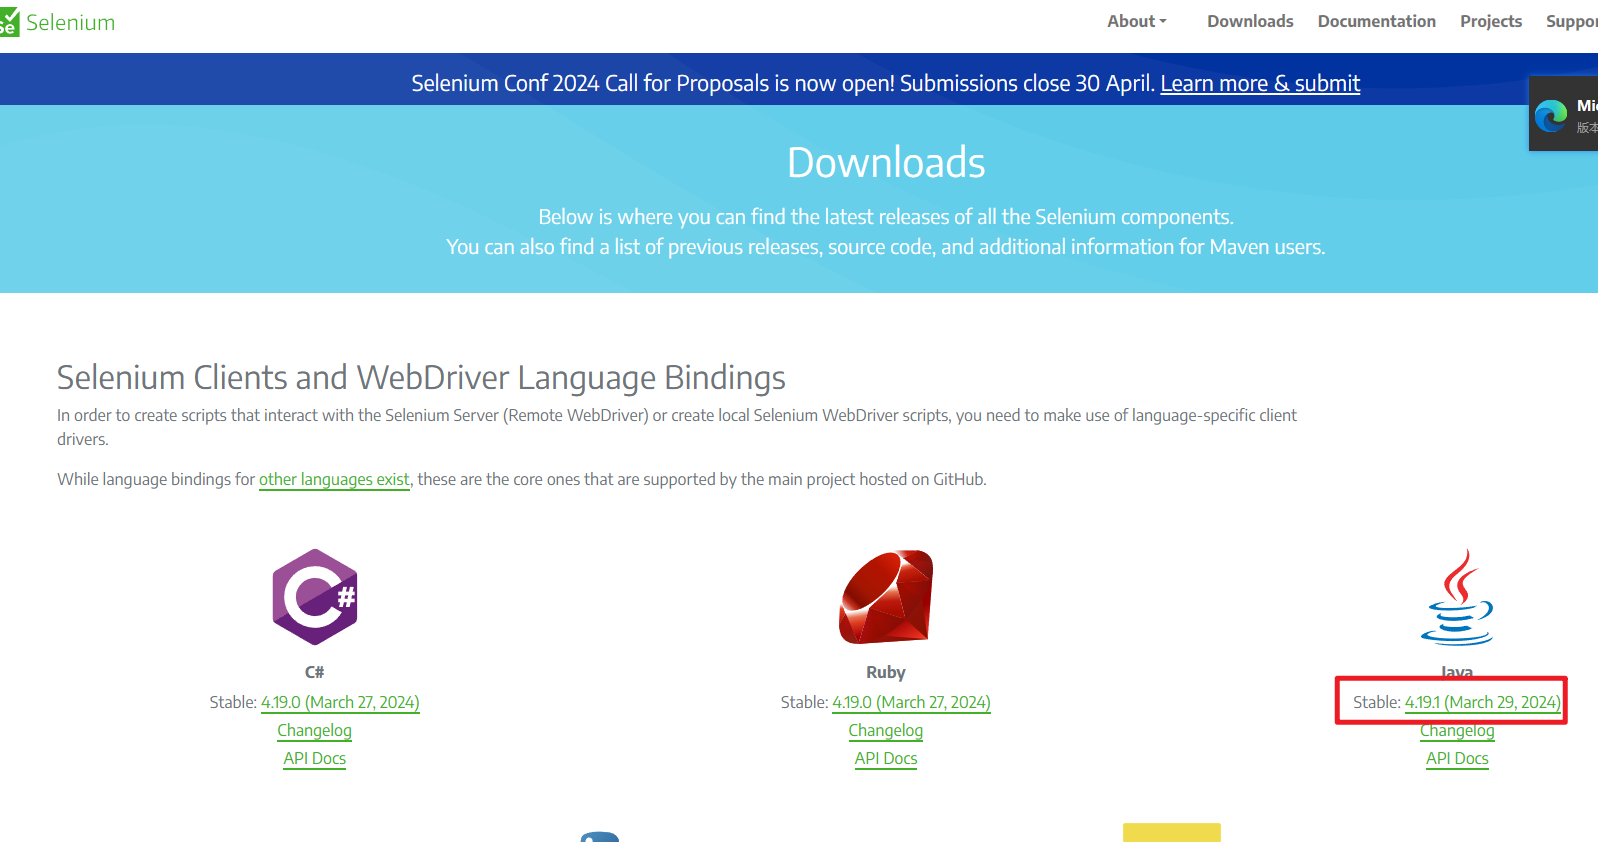 Se Selenium
About Downloads Documentation Projects
Selenium Conf 2024 Call for Proposals is now open! Submissions close 30 April. Learn more & submit
版本
Downloads
Below is where you can find the latest releases of all the Selenium components.
You can also find a list of previous releases, source code, and additional information for Maven users.
Selenium Clients and WebDriver Language Bindings
In order to create scripts that interact with the Selenium Server (Remote WebDriver) or create local Selenium WebDriver scripts, you need to make use of language-specific client
drivers.
While language bindings for other languages exist, these are the core ones that are supported by the main project hosted on GitHub.
C#
Stable: 4.19.0 (March 27, 2024)
Changelog
API Docs
Ruby
Stable: 4.19.0 (March 27, 2024)
Changelog
API Docs
Java
Stable: 4.19.1 (March 29, 2024)
Changelog
API Docs